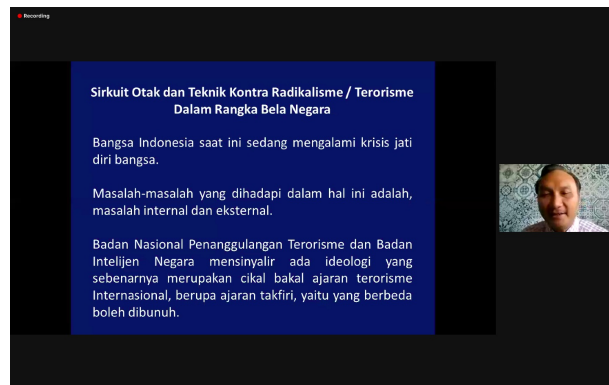 Recording
Sirkuit Otak dan Teknik Kontra Radikalisme / Terorisme
Dalam Rangka Bela Negara
Bangsa Indonesia saat ini sedang mengalami krisis jati
diri bangsa.
Masalah-masalah yang dihadapi dalam hal ini adalah,
masalah internal dan eksternal.
Badan Nasional Penanggulangan Terorisme dan Badan
Intelijen Negara mensinyalir ada ideologi yang
sebenarnya merupakan cikal bakal ajaran terorisme
Internasional, berupa ajaran takfiri, yaitu yang berbeda
boleh dibunuh.